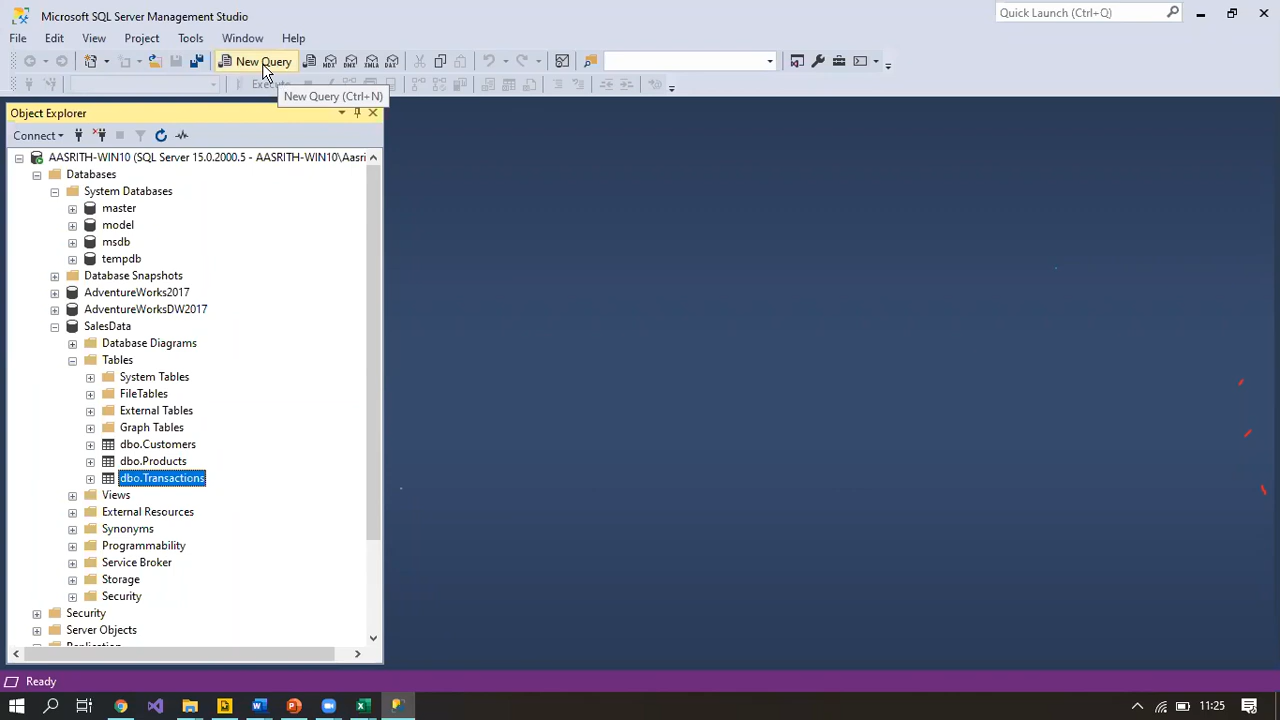 Microsoft SQL Server Management Studio
Quick Launch (Ctrl+Q)
File Edit View Project Tools Window Help
New Query
Execute
New Query (Ctrl+N)
Object Explorer
Connect
AASRITH-WIN10 (SQL Server 15.0.2000.5 - AASRITH-WIN10\Aasri
Databases
System Databases
master
model
msdb
tempdb
Database Snapshots
AdventureWorks2017
AdventureWorksDW2017
SalesData
Database Diagrams
Tables
System Tables
FileTables
External Tables
Graph Tables
dbo.Customers
dbo.Products
dbo.Transactions
Views
External Resources
Synonyms
Programmability
Service Broker
Storage
Security
Security
Server Objects
Replication
Ready
11:25